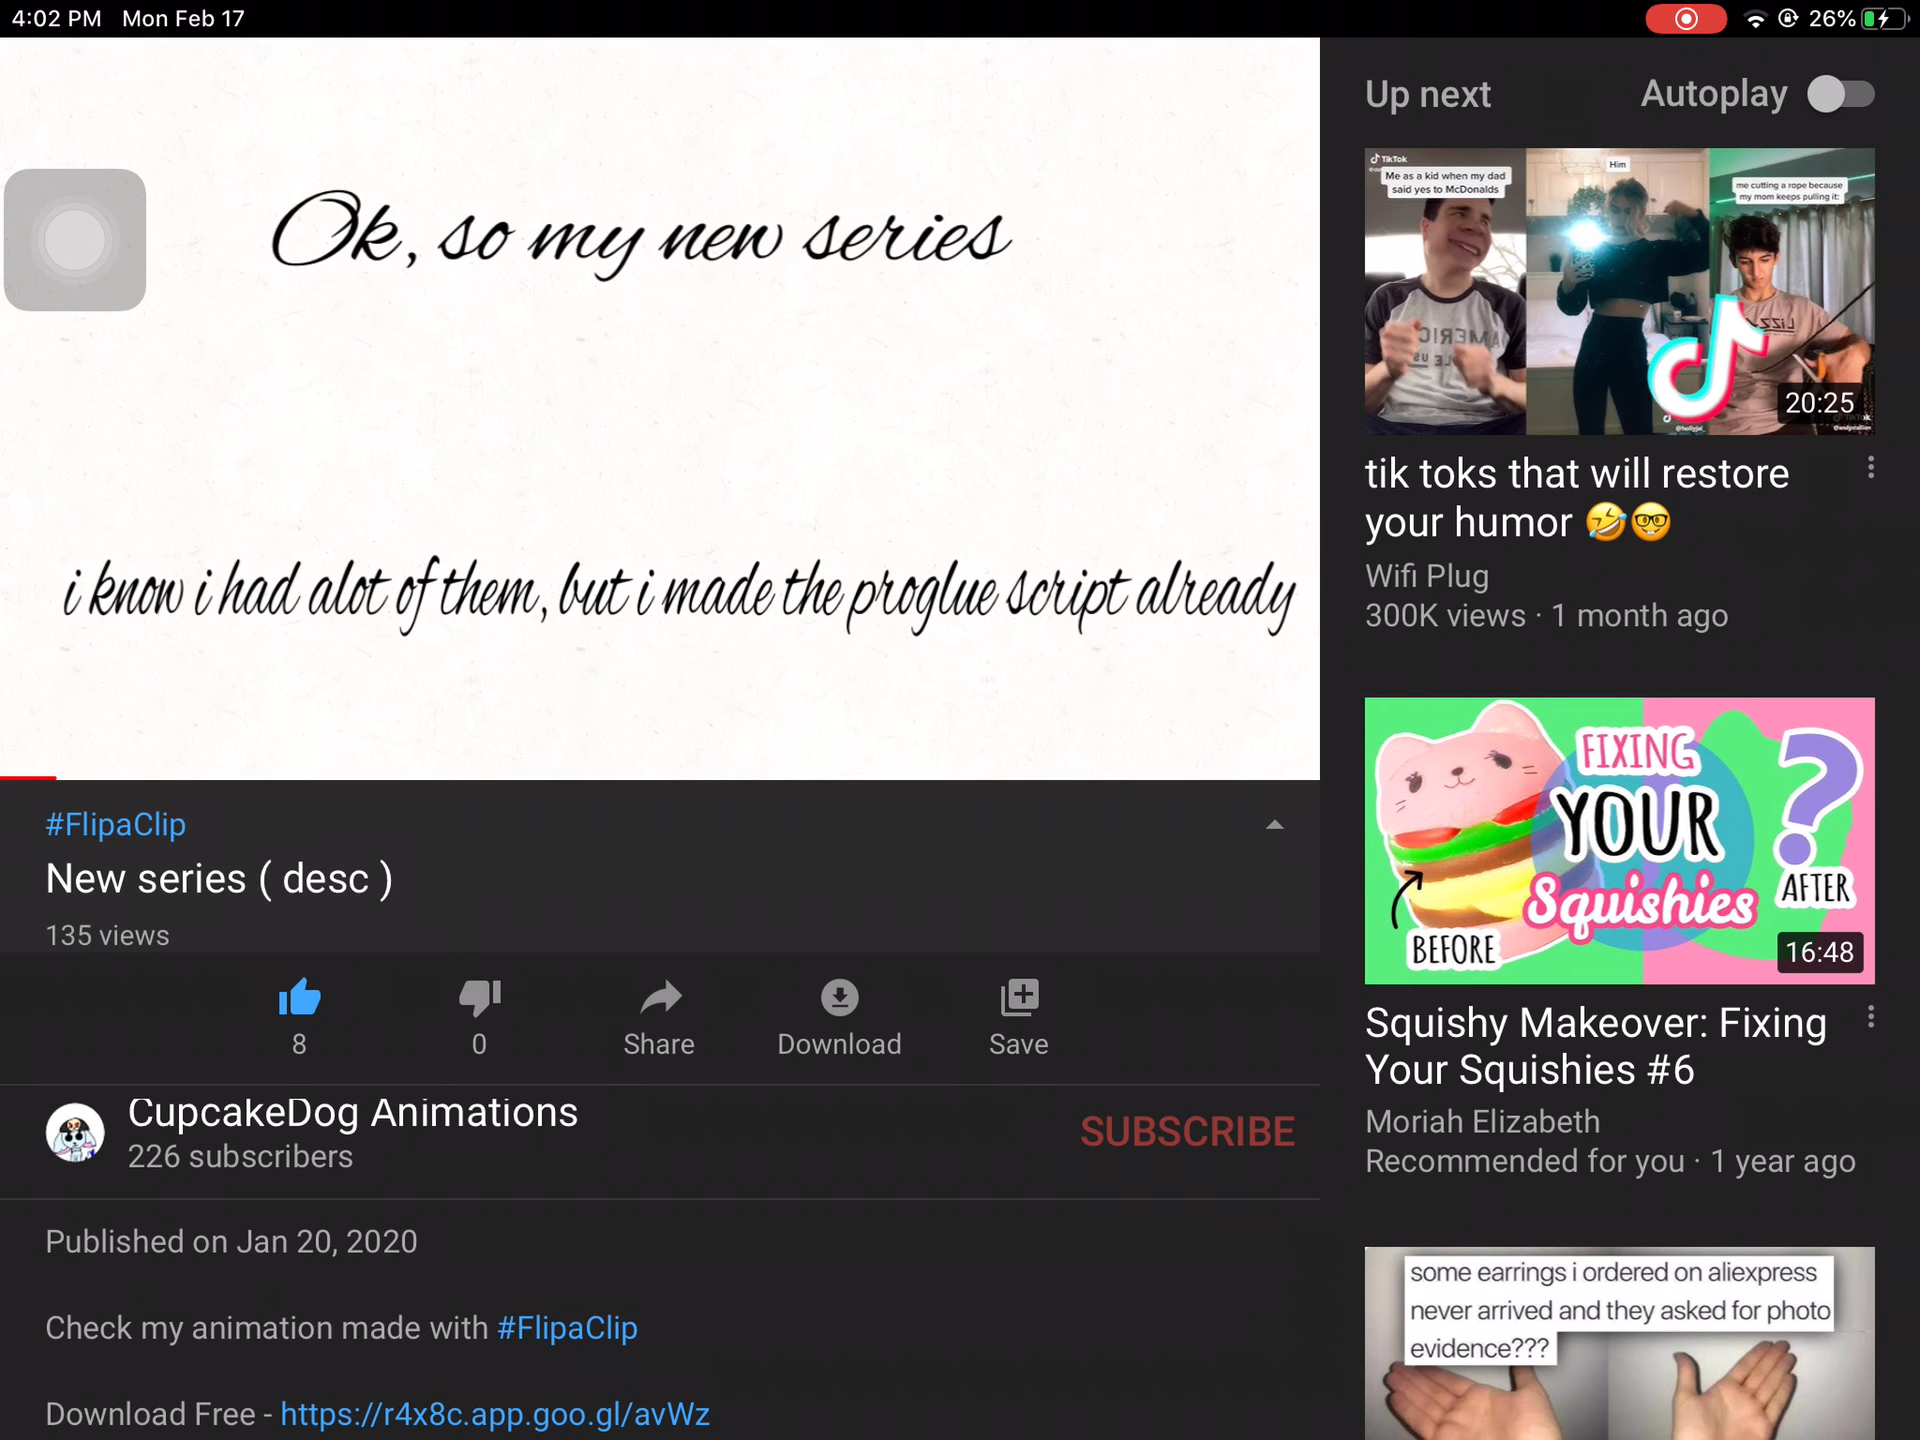 4:02 PM Mon Feb 17
26%
Ok, so my new series
i know i had alot of them, but i made the proglue script already
#FlipaClip
New series ( desc )
135 views
8
0
Share
Download
Save
CupcakeDog Animations
226 subscribers
SUBSCRIBE
Published on Jan 20, 2020
Check my animation made with #FlipaClip
Download Free - https://r4x8c.app.goo.gl/avWz
Up next
Autoplay
TikTok
Me as a kid when my dad
said yes to McDonalds
Him
me cutting a rope because
my mom keeps pulling it:
20:25
tik toks that will restore
your humor 🤣🤓
Wifi Plug
300K views · 1 month ago
FIXING
YOUR
Squishies
?
BEFORE
AFTER
16:48
Squishy Makeover: Fixing
Your Squishies #6
Moriah Elizabeth
Recommended for you · 1 year ago
some earrings i ordered on aliexpress
never arrived and they asked for photo
evidence???